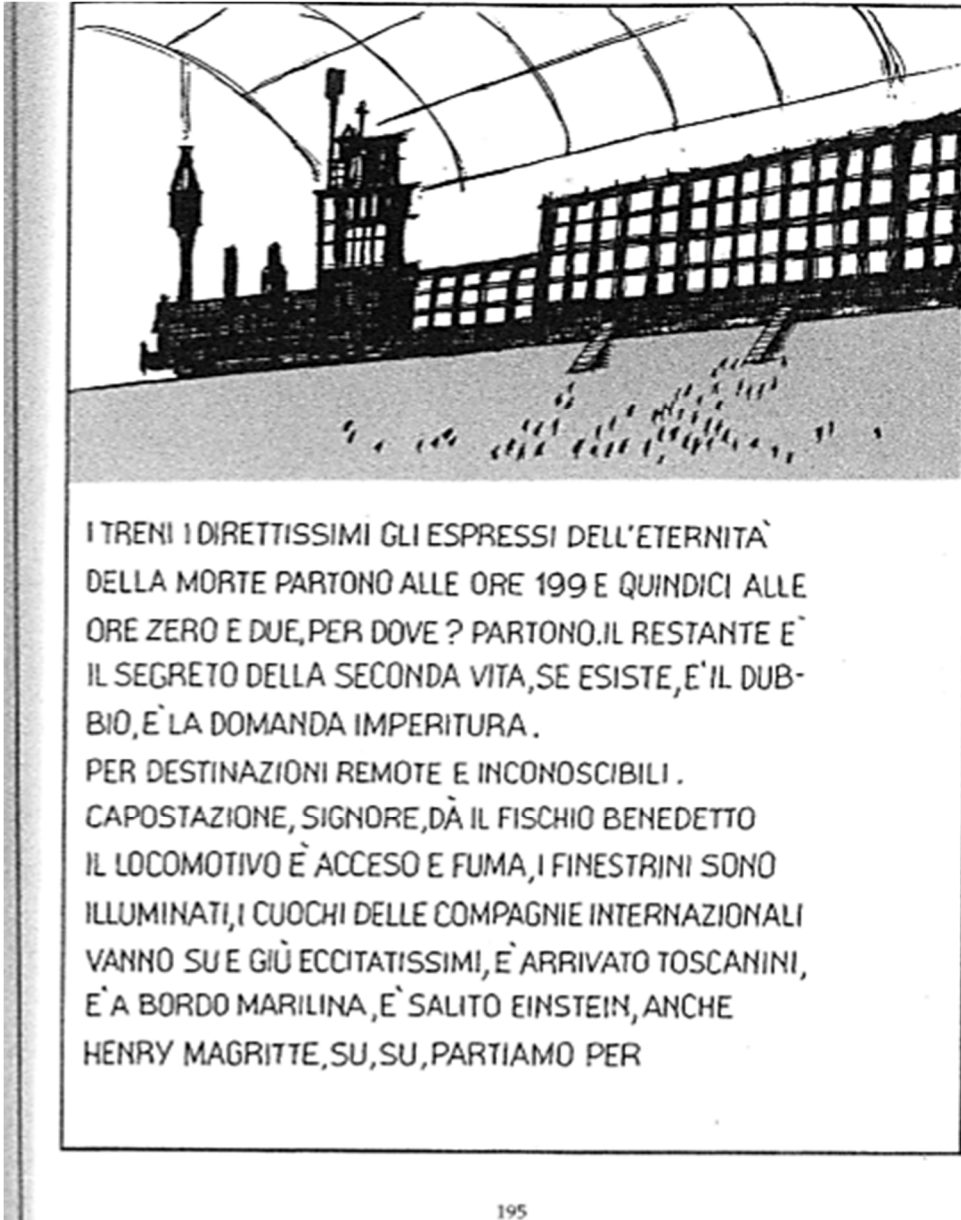 I TRENI I DIRETTISSIMI GLI ESPRESSI DELL'ETERNITÀ
DELLA MORTE PARTONO ALLE ORE 199 E QUINDICI ALLE
ORE ZERO E DUE, PER DOVE? PARTONO. IL RESTANTE È
IL SEGRETO DELLA SECONDA VITA, SE ESISTE, È IL DUB-
BIO, È LA DOMANDA IMPERITURA.
PER DESTINAZIONI REMOTE E INCONOSCIBILI.
CAPOSTAZIONE, SIGNORE, DÀ IL FISCHIO BENEDETTO
IL LOCOMOTIVO È ACCESO E FUMA, I FINESTRINI SONO
ILLUMINATI, I CUOCHI DELLE COMPAGNIE INTERNAZIONALI
VANNO SU E GIÙ ECCITATISSIMI, È ARRIVATO TOSCANINI,
È A BORDO MARILINA, È SALITO EINSTEIN, ANCHE
HENRY MAGRITTE, SU, SU, PARTIAMO PER
195